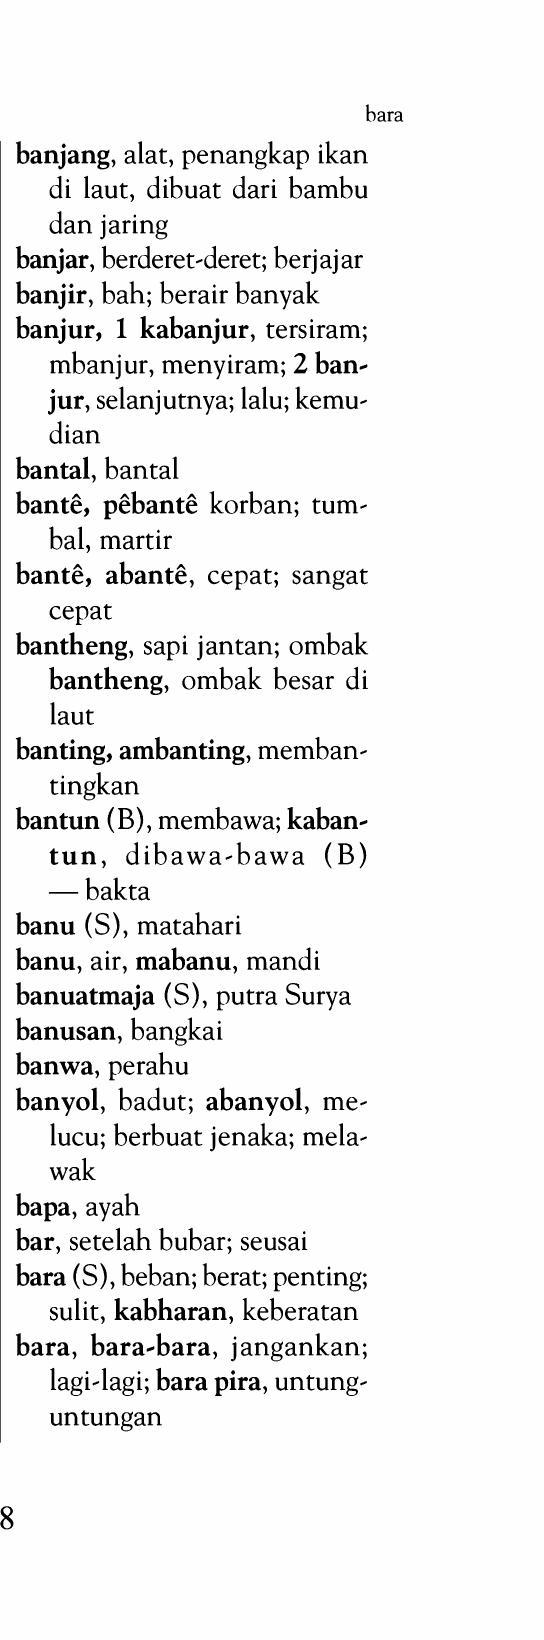 bara
banjang, alat, penangkap ikan
di laut, dibuat dari bambu
dan jaring
banjar, berderet-deret; berjajar
banjir, bah; berair banyak
banjur, 1 kabanjur, tersiram;
mbanjur, menyiram; 2 ban-
jur, selanjutnya; lalu; kemu-
dian
bantal, bantal
bantê, pêbantê korban; tum-
bal, martir
bantê, abantê, cepat; sangat
cepat
bantheng, sapi jantan; ombak
bantheng, ombak besar di
laut
banting, ambanting, memban-
tingkan
bantun (B), membawa; kaban-
tun, dibawa-bawa (B)
— bakta
banu (S), matahari
banu, air, mabanu, mandi
banuatmaja (S), putra Surya
banusan, bangkai
banwa, perahu
banyol, badut; abanyol, me-
lucu; berbuat jenaka; mela-
wak
bapa, ayah
bar, setelah bubar; seusai
bara (S), beban; berat; penting;
sulit, kabharan, keberatan
bara, bara-bara, jangankan;
lagi-lagi; bara pira, untung-
untungan
8